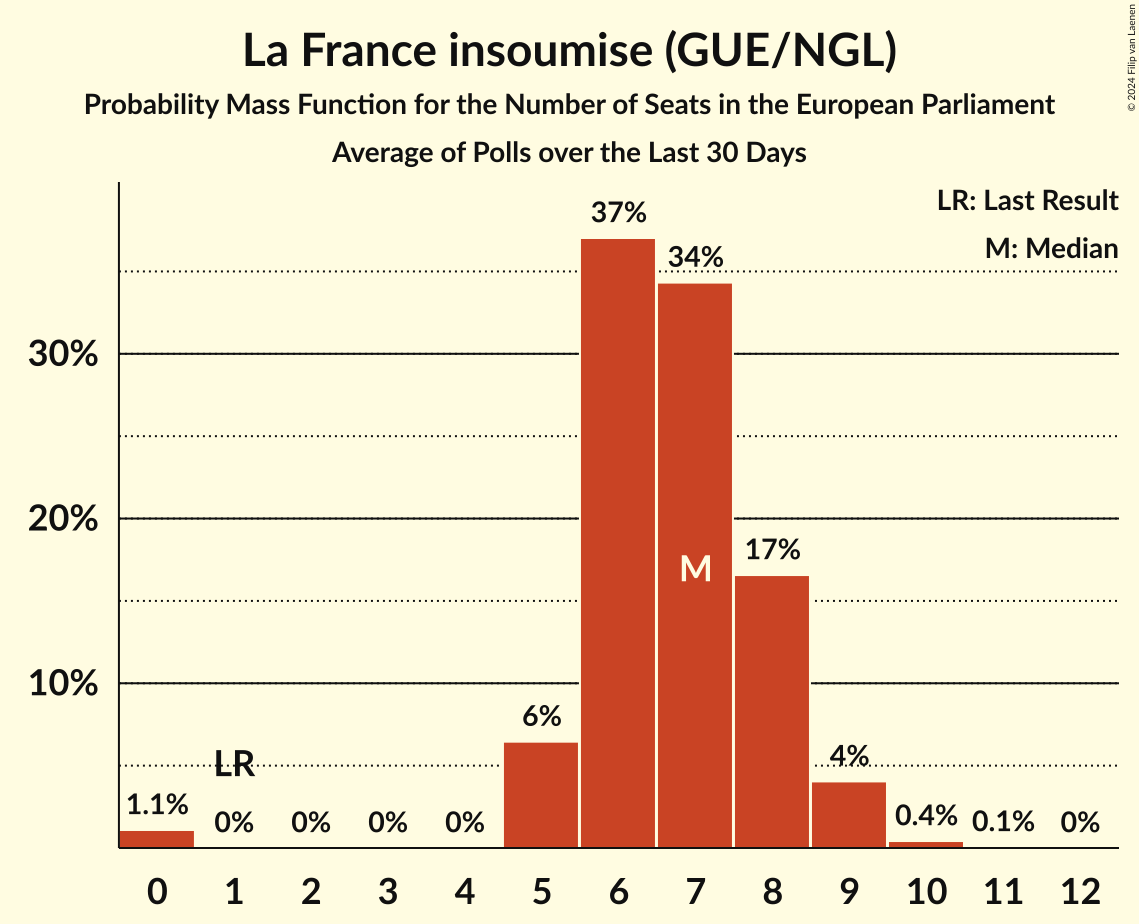 La France insoumise (GUE/NGL)
Probability Mass Function for the Number of Seats in the European Parliament
Average of Polls over the Last 30 Days
© 2024 Filip van Laenen
LR: Last Result
M: Median
37%
34%
30%
20%
17%
M
10%
6%
LR
4%
1.1%
0%
0%
0%
0%
0.4%
0.1%
0%
0 1 2 3 4 5 6 7 8 9 10 11 12